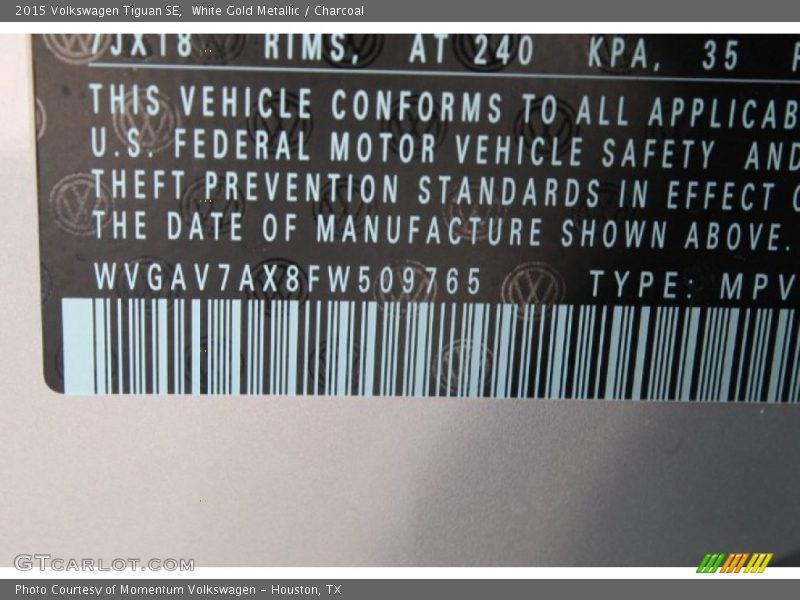 2015 Volkswagen Tiguan SE, White Gold Metallic / Charcoal
7JX18 RIMS, AT 240 KPA, 35
THIS VEHICLE CONFORMS TO ALL APPLICAB
U.S. FEDERAL MOTOR VEHICLE SAFETY AND
THEFT PREVENTION STANDARDS IN EFFECT
THE DATE OF MANUFACTURE SHOWN ABOVE.
WVGAV7AX8FW509765 TYPE: MPV
GTCARLOT.COM
Photo Courtesy of Momentum Volkswagen - Houston, TX